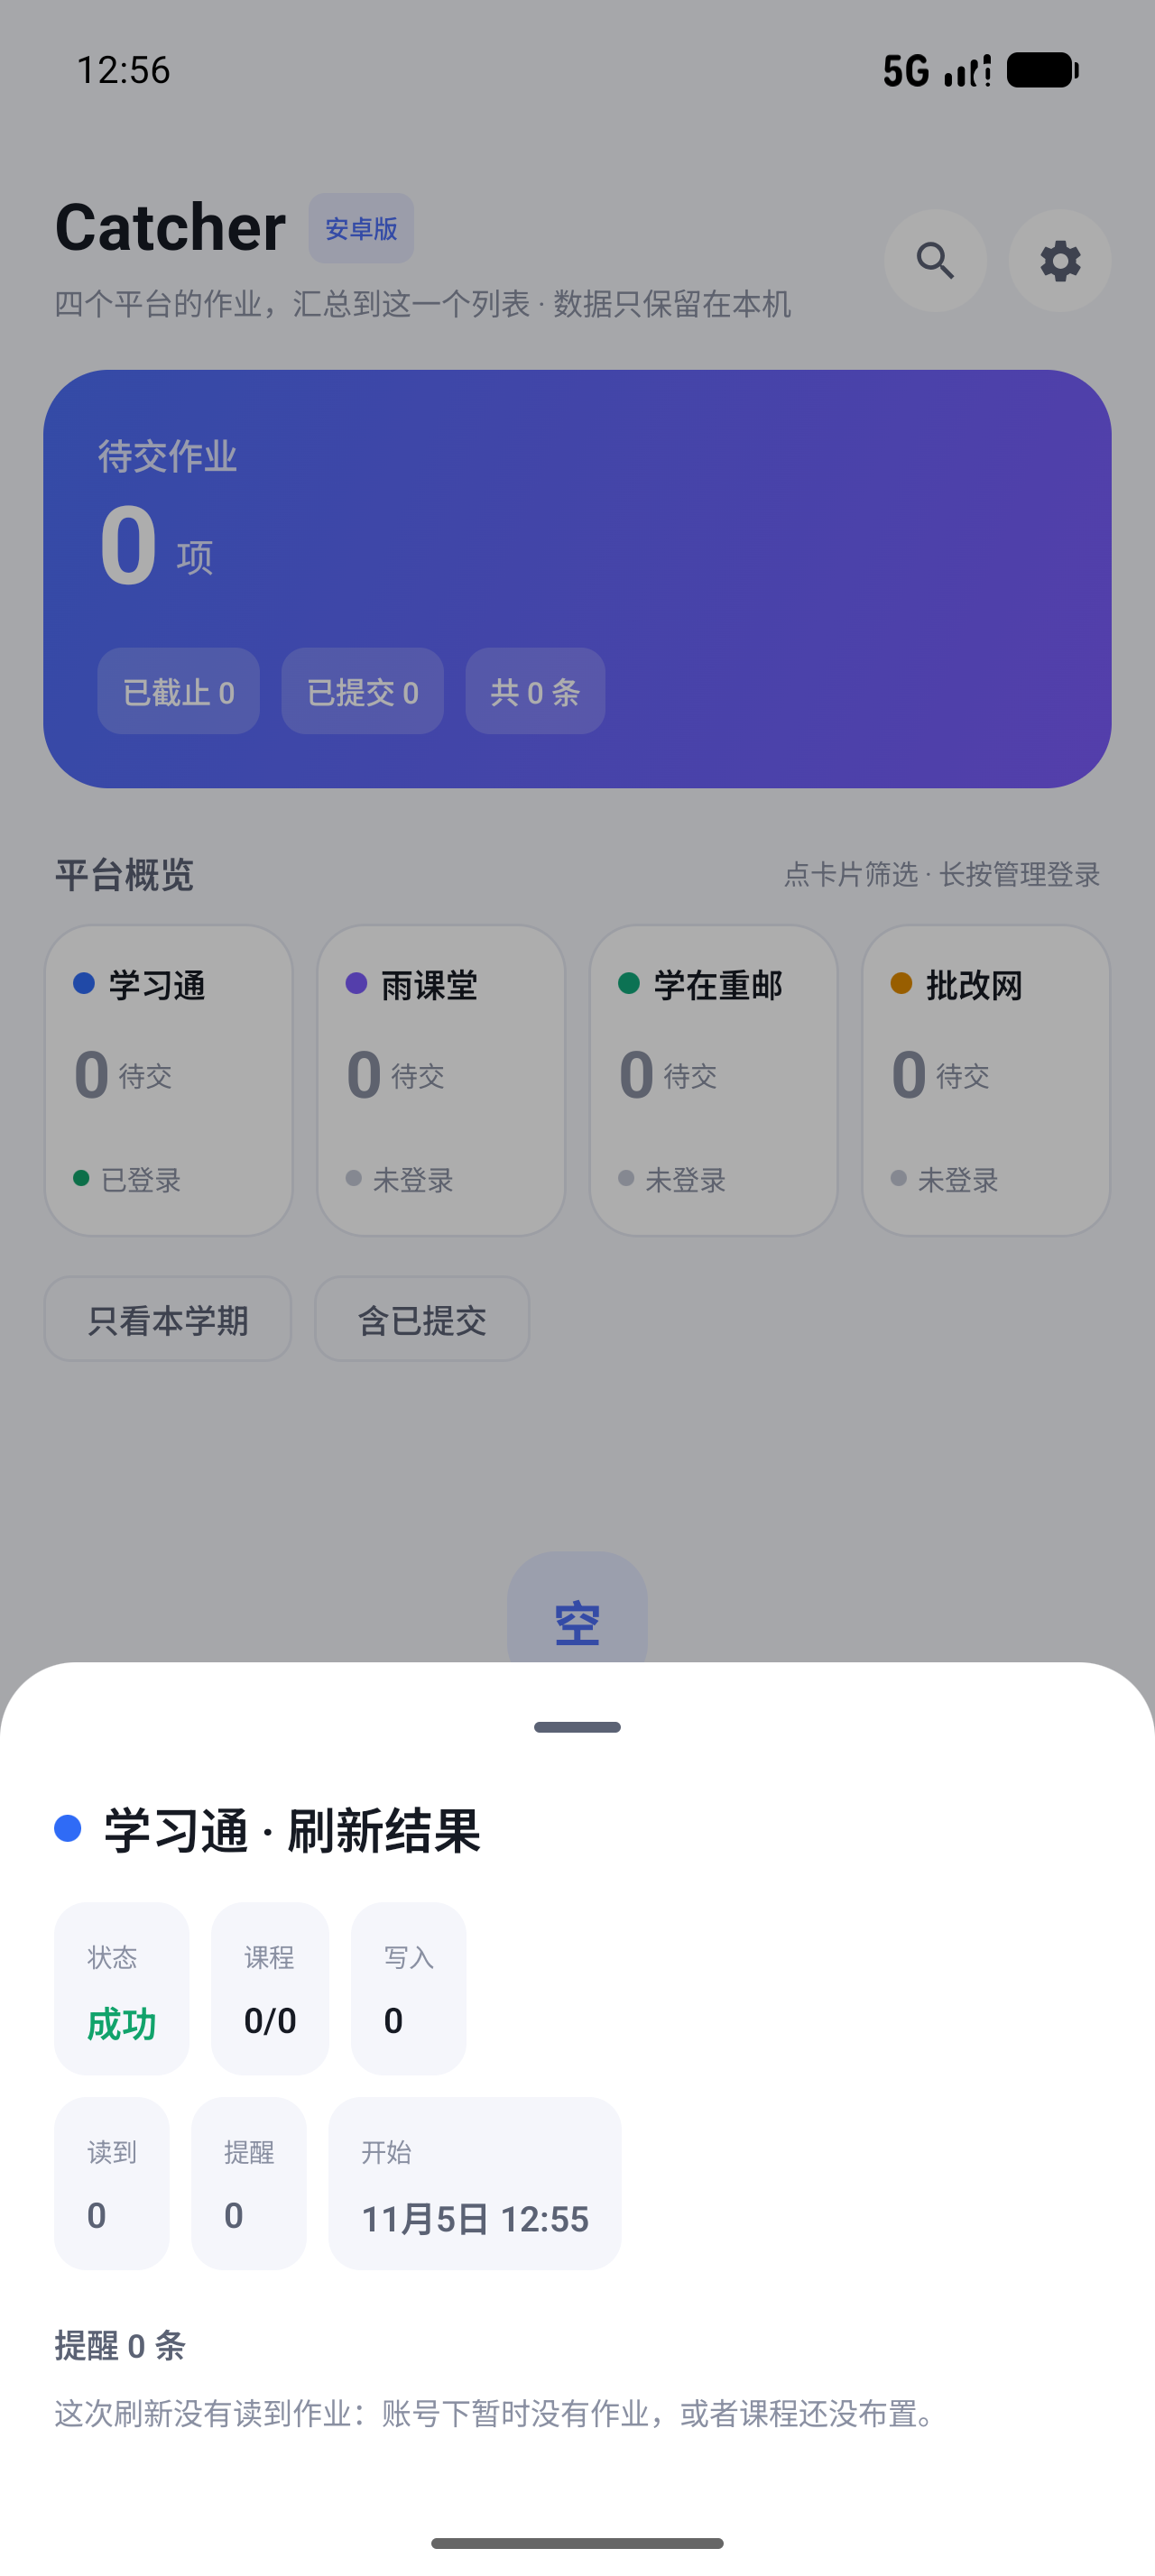 12:56
5G
Catcher 安卓版
四个平台的作业，汇总到这一个列表 · 数据只保留在本机
待交作业
0 项
已截止 0 已提交 0 共 0 条
平台概览 点卡片筛选 · 长按管理登录
学习通 雨课堂 学在重邮 批改网
0 待交 0 待交 0 待交 0 待交
已登录 未登录 未登录 未登录
只看本学期 含已提交
空
学习通 · 刷新结果
状态 课程 写入
成功 0/0 0
读到 提醒 开始
0 0 11月5日 12:55
提醒 0 条
这次刷新没有读到作业：账号下暂时没有作业，或者课程还没布置。